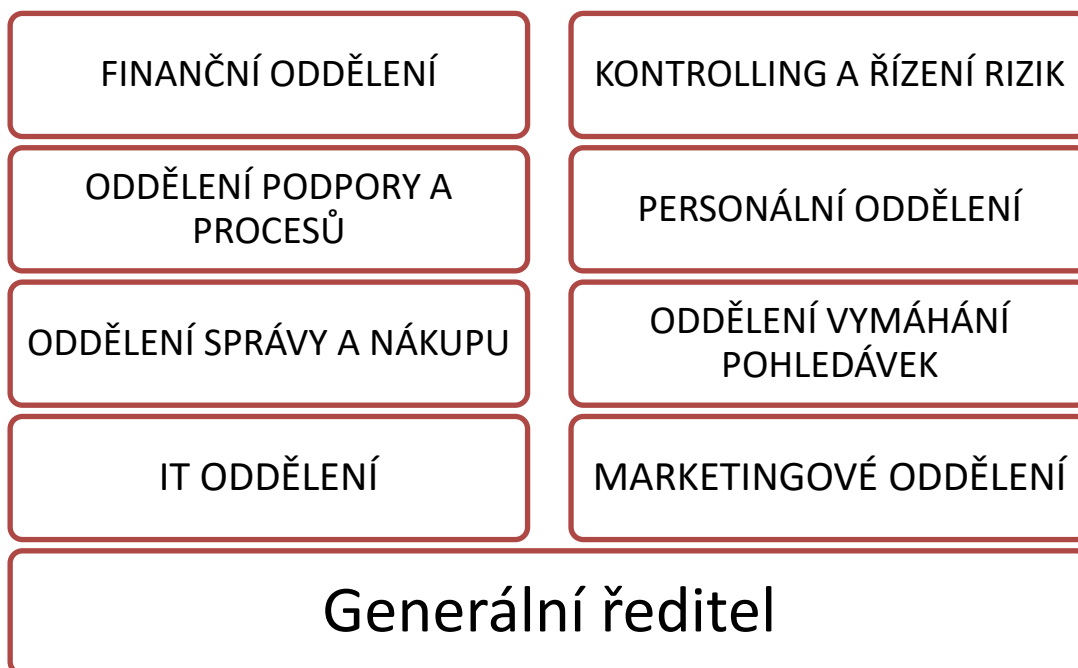 FINANČNÍ ODDĚLENÍ
KONTROLLING A ŘÍZENÍ RIZIK
ODDĚLENÍ PODPORY A
PROCESŮ
PERSONÁLNÍ ODDĚLENÍ
ODDĚLENÍ SPRÁVY A NÁKUPU
ODDĚLENÍ VYMÁHÁNÍ
POHLEDÁVEK
IT ODDĚLENÍ
MARKETINGOVÉ ODDĚLENÍ
Generální ředitel